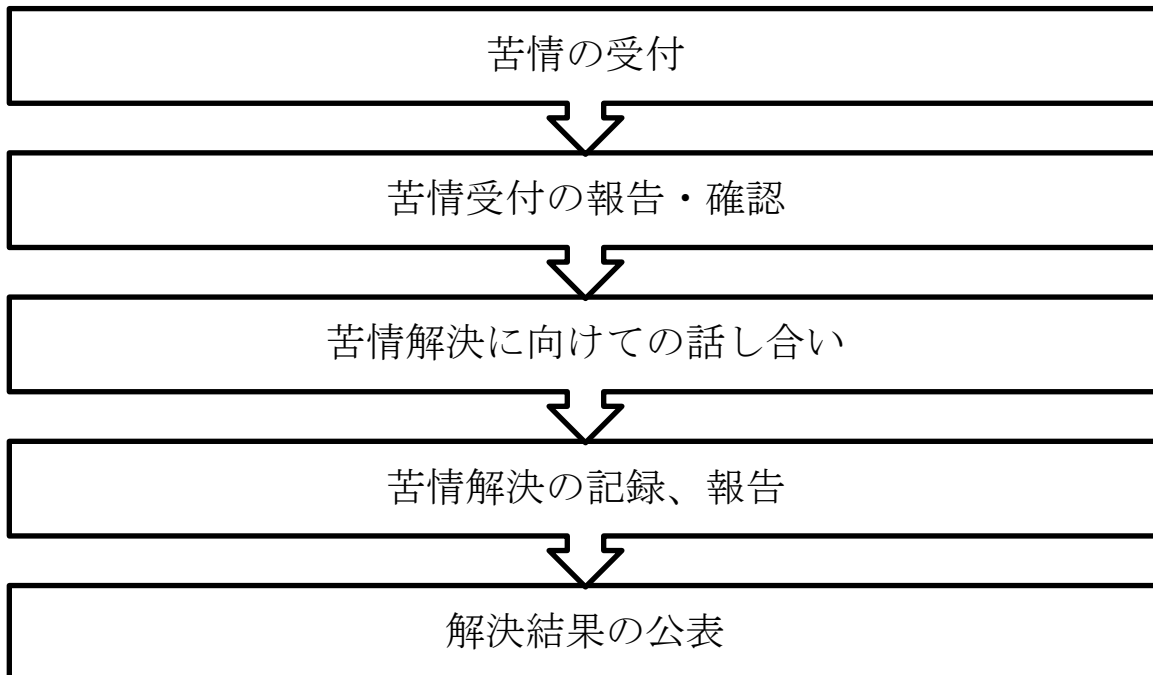 苦情の受付
苦情受付の報告・確認
苦情解決に向けての話し合い
苦情解決の記録、報告
解決結果の公表